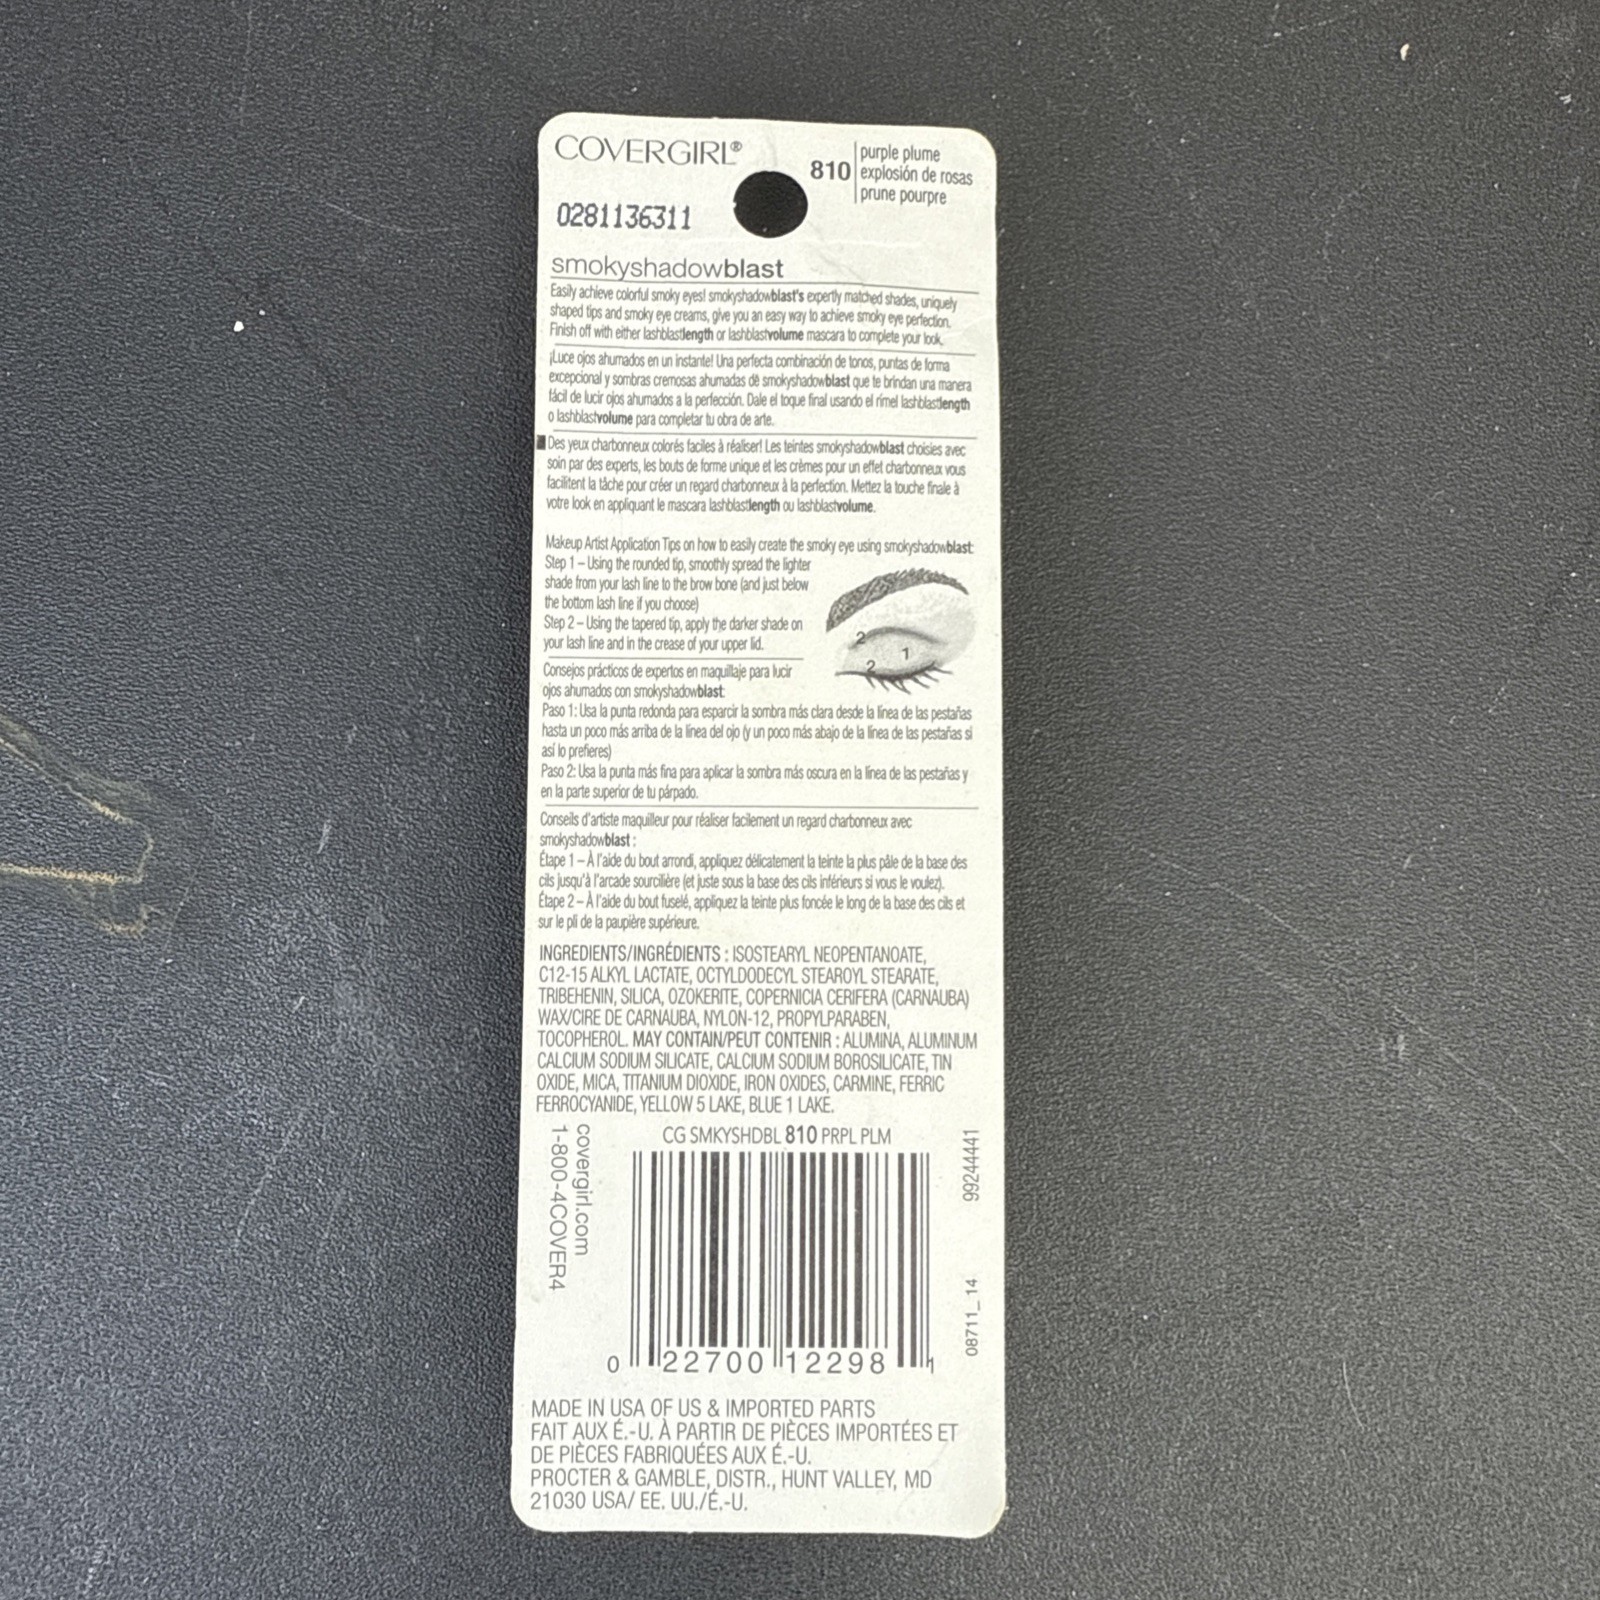 COVERGIRL®
810
purple plume
explosión de rosas
prune pourpre
0281136311
smokyshadowblast
Easily achieve colorful smoky eyes! smokyshadowblast's expertly matched shades, uniquely
shaped tips and smoky eye creams, give you an easy way to achieve smoky eye perfection.
Finish off with either lashblastlength or lashblastvolume mascara to complete your look.
¡Luce ojos ahumados en un instante! Una perfecta combinación de tonos, puntas de forma
excepcional y sombras cremosas ahumadas de smokyshadowblast que te brindan una manera
fácil de lucir ojos ahumados a la perfección. Dale el toque final usando el rímel lashblastlength
o lashblastvolume para completar tu obra de arte.
Des yeux charbonneux colorés faciles à réaliser! Les teintes smokyshadowblast choisies avec
soin par des experts, les bouts de forme unique et les crèmes pour un effet charbonneux vous
facilitent la tâche pour créer un regard charbonneux à la perfection. Mettez la touche finale à
votre look en appliquant le mascara lashblastlength ou lashblastvolume.
Makeup Artist Application Tips on how to easily create the smoky eye using smokyshadowblast:
Step 1 – Using the rounded tip, smoothly spread the lighter
shade from your lash line to the brow bone (and just below
the bottom lash line if you choose)
Step 2 – Using the tapered tip, apply the darker shade on
your lash line and in the crease of your upper lid.
2
1
2
Consejos prácticos de expertos en maquillaje para lucir
ojos ahumados con smokyshadowblast:
Paso 1: Usa la punta redonda para esparcir la sombra más clara desde la línea de las pestañas
hasta un poco más arriba de la línea del ojo (y un poco más abajo de la línea de las pestañas si
así lo prefieres)
Paso 2: Usa la punta más fina para aplicar la sombra más oscura en la línea de las pestañas y
en la parte superior de tu párpado.
Conseils d'artiste maquilleur pour réaliser facilement un regard charbonneux avec
smokyshadowblast :
Étape 1 – À l'aide du bout arrondi, appliquez délicatement la teinte la plus pâle de la base des
cils jusqu'à l'arcade sourcilière (et juste sous la base des cils inférieurs si vous le voulez).
Étape 2 – À l'aide du bout fuselé, appliquez la teinte plus foncée le long de la base des cils et
sur le pli de la paupière supérieure.
INGREDIENTS/INGRÉDIENTS : ISOSTEARYL NEOPENTANOATE,
C12-15 ALKYL LACTATE, OCTYLDODECYL STEAROYL STEARATE,
TRIBEHENIN, SILICA, OZOKERITE, COPERNICIA CERIFERA (CARNAUBA)
WAX/CIRE DE CARNAUBA, NYLON-12, PROPYLPARABEN,
TOCOPHEROL. MAY CONTAIN/PEUT CONTENIR : ALUMINA, ALUMINUM
CALCIUM SODIUM SILICATE, CALCIUM SODIUM BOROSILICATE, TIN
OXIDE, MICA, TITANIUM DIOXIDE, IRON OXIDES, CARMINE, FERRIC
FERROCYANIDE, YELLOW 5 LAKE, BLUE 1 LAKE.
covergirl.com
1-800-4COVER4
CG SMKYSHDBL 810 PRPL PLM
99244441
08711_14
0 22700 12298 1
MADE IN USA OF US & IMPORTED PARTS
FAIT AUX É.-U. À PARTIR DE PIÈCES IMPORTÉES ET
DE PIÈCES FABRIQUÉES AUX É.-U.
PROCTER & GAMBLE, DISTR., HUNT VALLEY, MD
21030 USA/ EE. UU./É.-U.